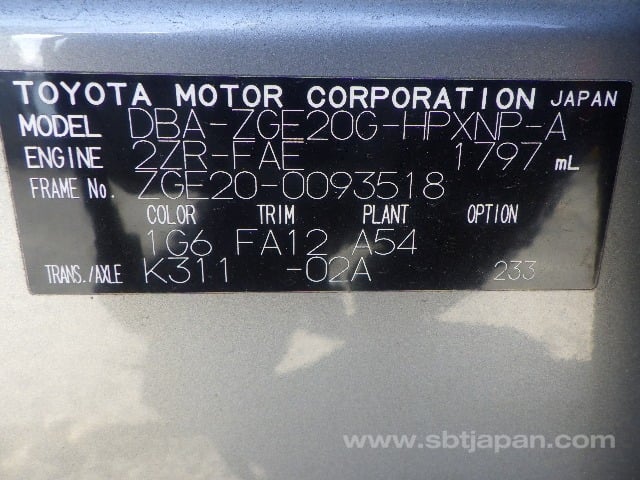 TOYOTA MOTOR CORPORATION JAPAN
MODEL DBA-ZGE20G-HPXNP-A
ENGINE 2ZR-FAE 1797 mL
FRAME No. ZGE20-0093518
COLOR TRIM PLANT OPTION
1G6 FA12 A54
TRANS./AXLE K311 -02A 233
www.sbtjapan.com